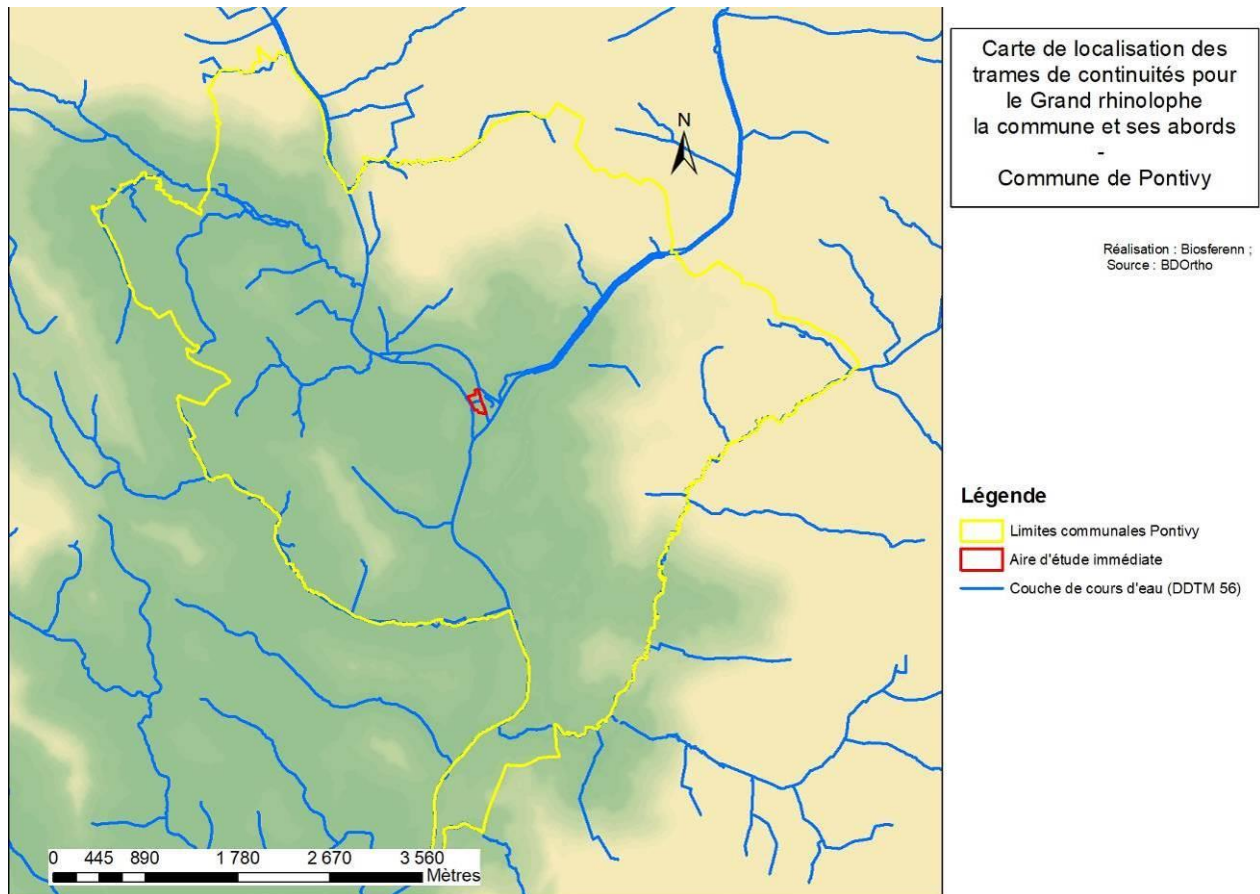 Carte de localisation des
trames de continuités pour
le Grand rhinolophe
la commune et ses abords
-
Commune de Pontivy
N
Réalisation : Biosferenn ;
Source : BDOrtho
Légende
Limites communales Pontivy
Aire d'étude immédiate
Couche de cours d'eau (DDTM 56)
0 445 890 1 780 2 670 3 560
Mètres